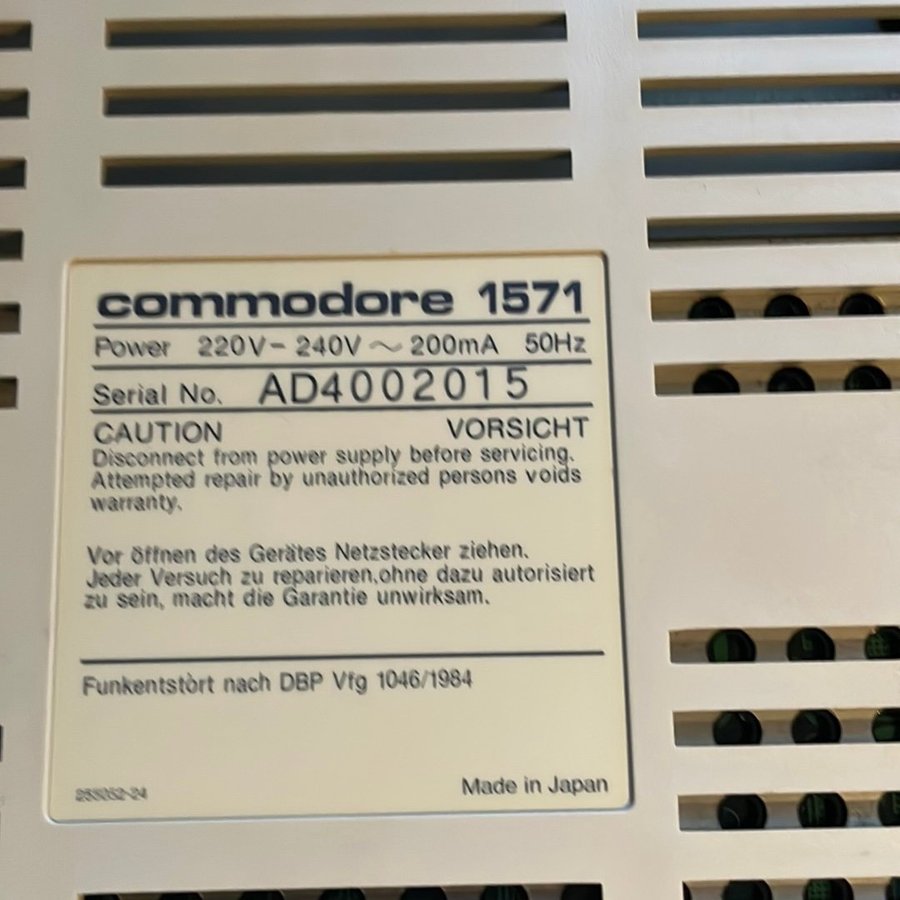 commodore 1571
Power 220V- 240V ~ 200mA 50Hz
Serial No. AD4002015
CAUTION VORSICHT
Disconnect from power supply before servicing.
Attempted repair by unauthorized persons voids
warranty.
Vor öffnen des Gerätes Netzstecker ziehen.
Jeder Versuch zu reparieren,ohne dazu autorisiert
zu sein, macht die Garantie unwirksam.
Funkentstòrt nach DBP Vfg 1046/1984
Made in Japan